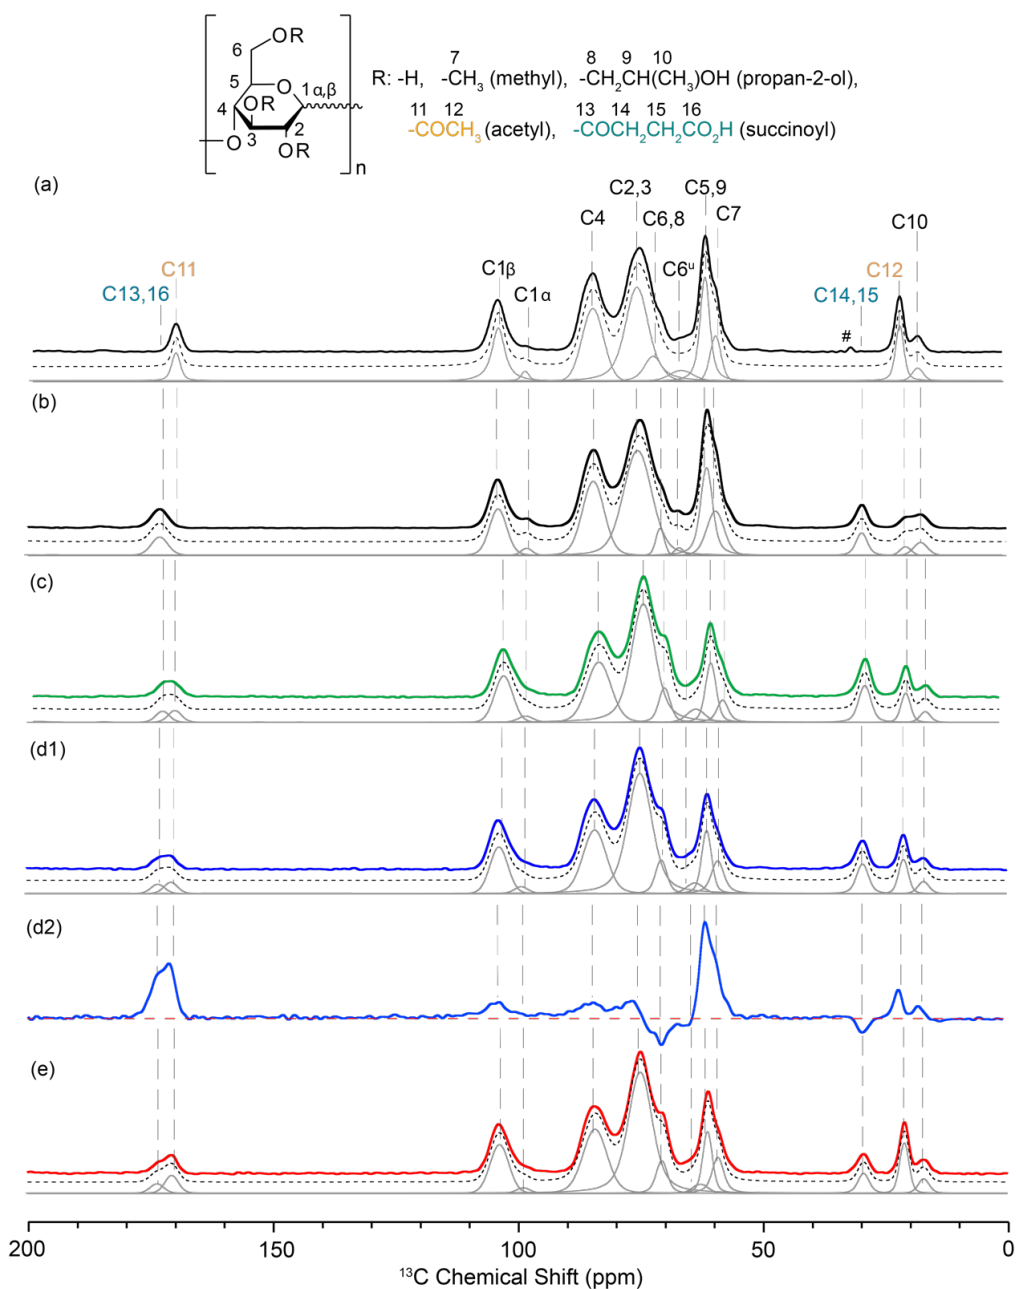 6
OR
5
O
1α,β
4
OR
O
3
2
OR
n
7 8 9 10
R: -H, -CH₃ (methyl), -CH₂CH(CH₃)OH (propan-2-ol),
11 12 13 14 15 16
-COCH₃ (acetyl), -COCH₂CH₂CO₂H (succinoyl)
(a)
C2,3 C5,9
C4 C6,8 C7
C10
C11 C1β C6ᵘ C12
C13,16 C1α C14,15
#
(b)
(c)
(d1)
(d2)
(e)
200 150 100 50 0
¹³C Chemical Shift (ppm)